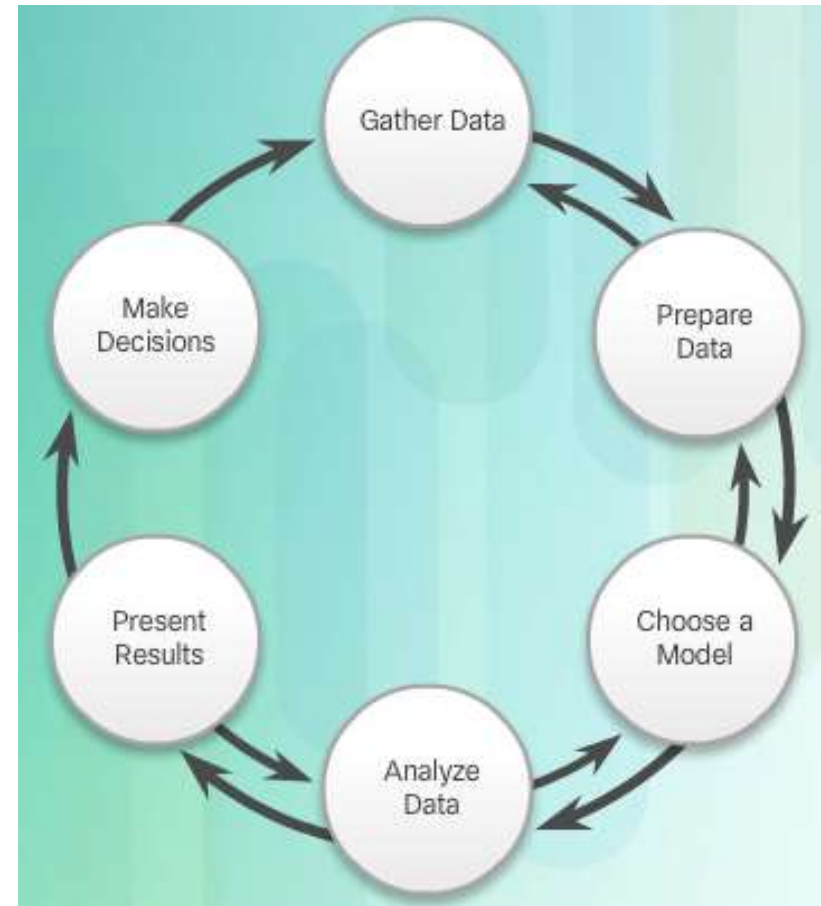 Gather Data
Prepare
Data
Choose a
Model
Analyze
Data
Present
Results
Make
Decisions